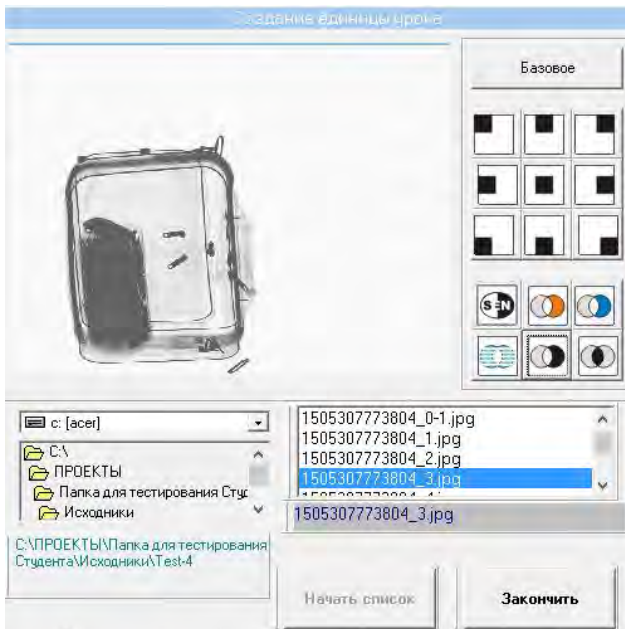 Создание единицы урока
Базовое
SEN
c: [acer]
C:\
ПРОЕКТЫ
Папка для тестирования Студ
Исходники
1505307773804_0-1.jpg
1505307773804_1.jpg
1505307773804_2.jpg
1505307773804_3.jpg
1505307773804_3.jpg
C:\ПРОЕКТЫ\Папка для тестирования
Студента\Исходники\Test-4
Начать список
Закончить